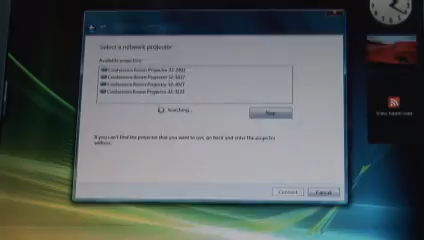 Select a network projector
Available projectors:
Conference Room Projector
Conference Room Projector
Conference Room Projector
Conference Room Projector
Searching...
Stop
If you can't find the projector that you want to use, go back and enter the projector
address.
Connect
Cancel